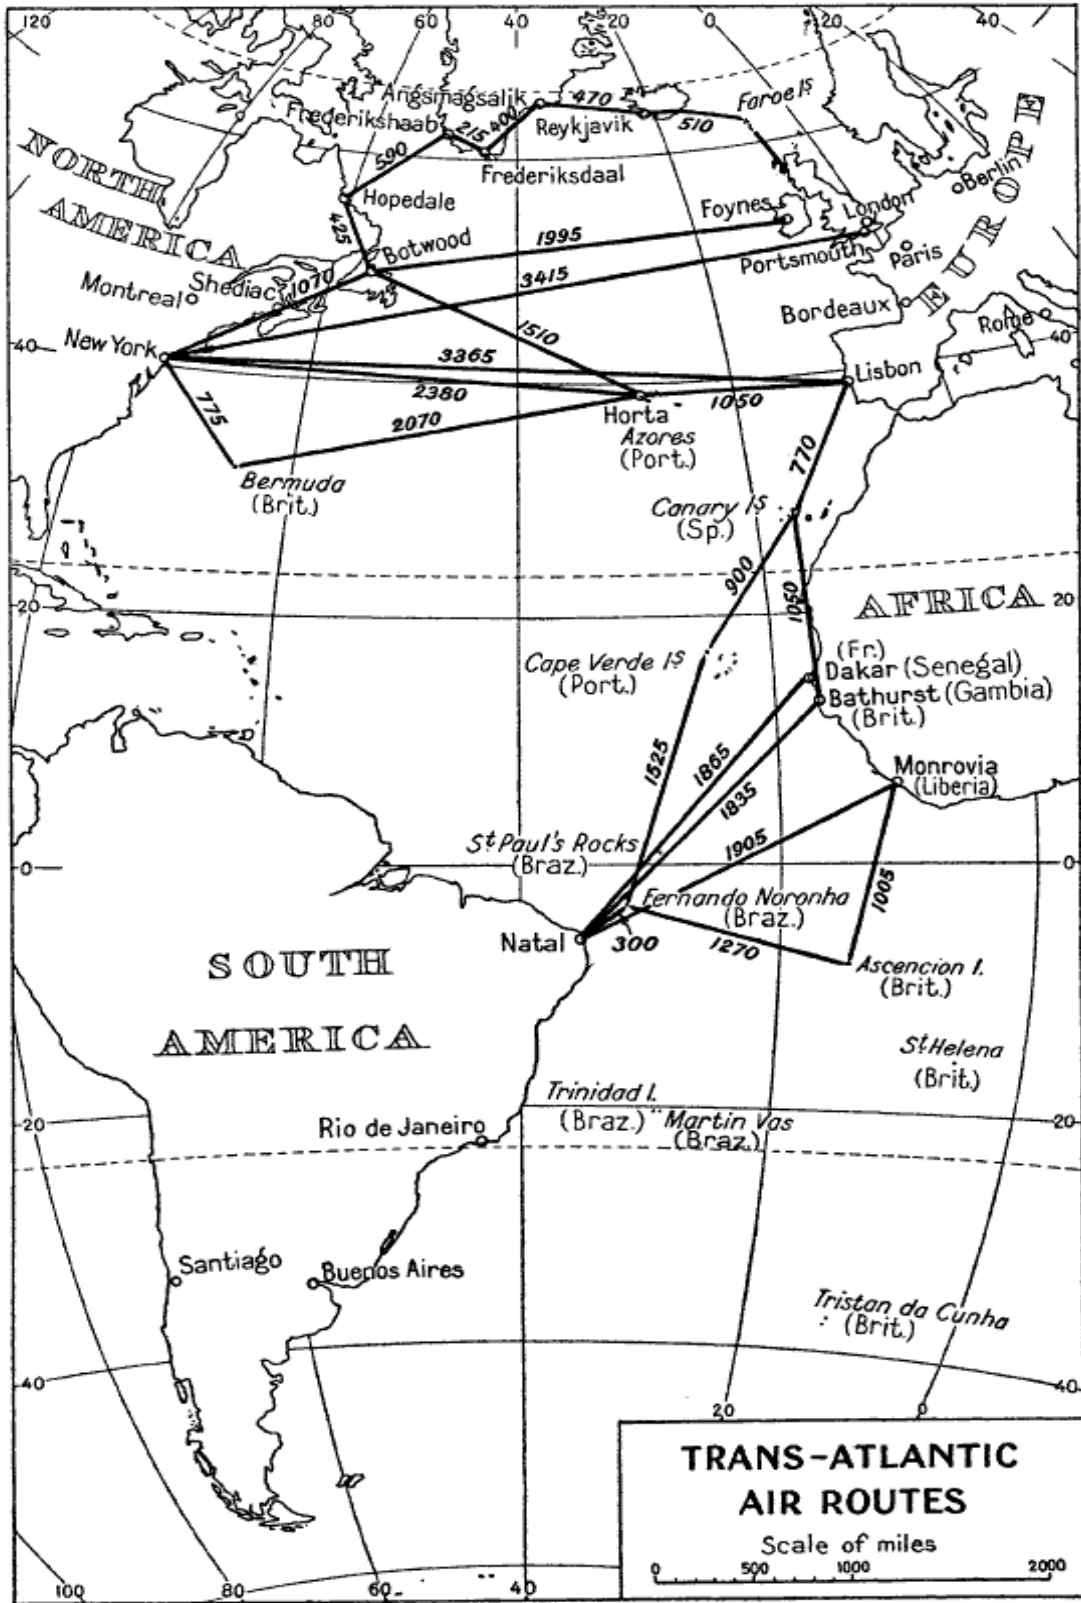 120
80
40
0
20
40
Angsmagsalik
470
Faroe Is
Frederikshaab
215
400
Reykjavik
510
590
Frederiksdaal
NORTH
AMERICA
EUROPE
Berlin
Hopedale
Foynes
London
425
Botwood
1995
Portsmouth
Paris
Shediac
1070
3415
Montreal
Bordeaux
Rome
New York
1510
40
40
3365
Lisbon
2380
1050
775
2070
Horta
Azores
(Port.)
770
Bermuda
(Brit.)
Canary Is
(Sp.)
900
1050
AFRICA
20
20
Cape Verde Is
(Port.)
(Fr.)
Dakar (Senegal)
Bathurst (Gambia)
(Brit.)
1525
1865
1835
Monrovia
(Liberia)
St Paul's Rocks
(Braz.)
1905
0
0
1005
Fernando Noronha
(Braz.)
Natal
300
1270
Ascencion I.
(Brit.)
SOUTH
AMERICA
St Helena
(Brit.)
Trinidad I.
(Braz.)
Martin Vas
(Braz.)
20
Rio de Janeiro
20
Santiago
Buenos Aires
Tristan da Cunha
(Brit.)
40
40
20
0
TRANS-ATLANTIC
AIR ROUTES
Scale of miles
0 500 1000 2000
100
80
60
40